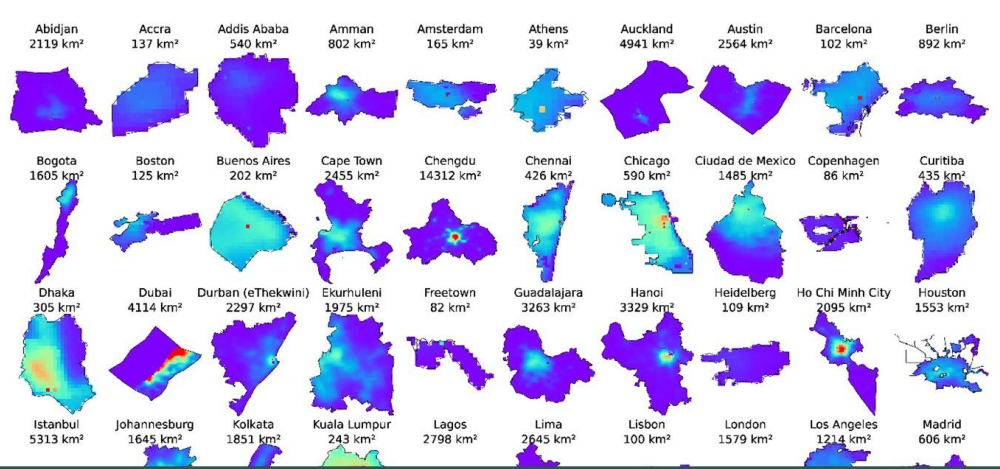 Abidjan Accra Addis Ababa Amman Amsterdam Athens Auckland Austin Barcelona Berlin
2119 km² 137 km² 540 km² 802 km² 165 km² 39 km² 4941 km² 2564 km² 102 km² 892 km²
Bogota Boston Buenos Aires Cape Town Chengdu Chennai Chicago Ciudad de Mexico Copenhagen Curitiba
1605 km² 125 km² 202 km² 2455 km² 14312 km² 426 km² 590 km² 1485 km² 86 km² 435 km²
Dhaka Dubai Durban (eThekwini) Ekurhuleni Freetown Guadalajara Hanoi Heidelberg Ho Chi Minh City Houston
305 km² 4114 km² 2297 km² 1975 km² 82 km² 3263 km² 3329 km² 109 km² 2095 km² 1553 km²
Istanbul Johannesburg Kolkata Kuala Lumpur Lagos Lima Lisbon London Los Angeles Madrid
5313 km² 1645 km² 1851 km² 243 km² 2798 km² 2645 km² 100 km² 1579 km² 1214 km² 606 km²